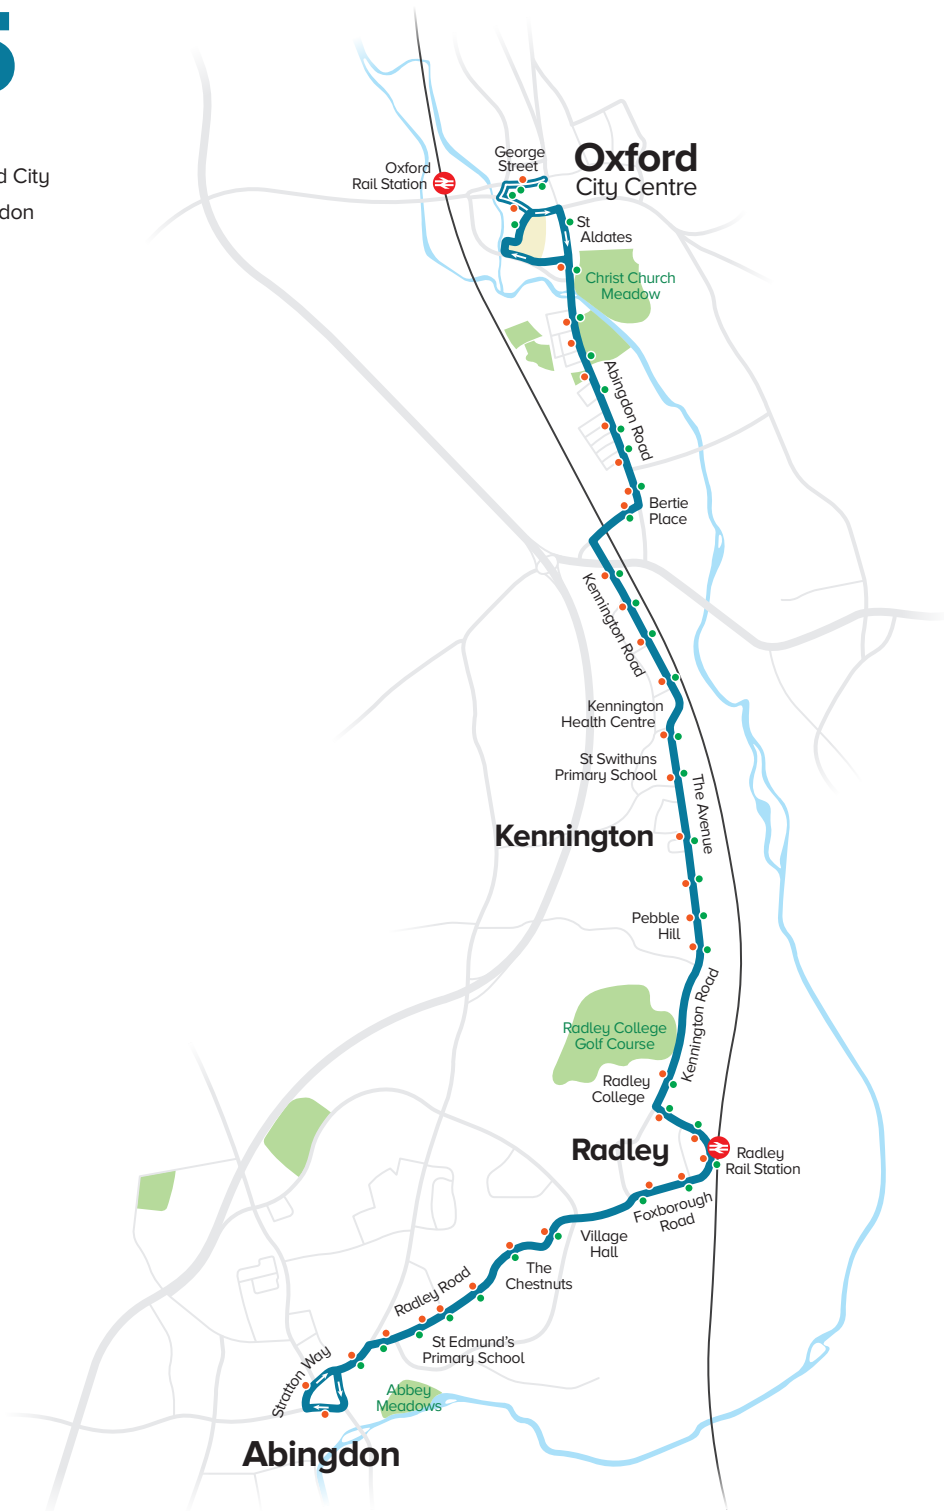 5
d City
don
George
Street
Oxford
City Centre
Oxford
Rail Station
St
Aldates
Christ Church
Meadow
Abingdon Road
Bertie
Place
Kennington Road
Kennington
Health Centre
St Swithuns
Primary School
The Avenue
Kennington
Pebble
Hill
Kennington Road
Radley College
Golf Course
Radley
College
Radley
Radley
Rail Station
Foxborough
Road
Village
Hall
The
Chestnuts
Radley Road
St Edmund's
Primary School
Stratton Way
Abbey
Meadows
Abingdon